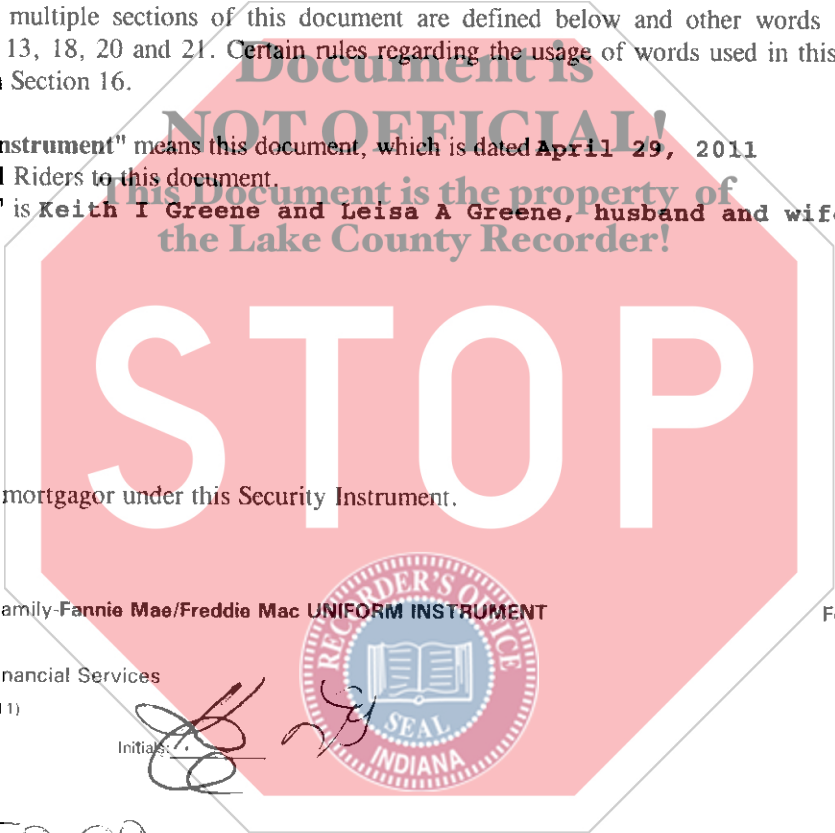 multiple sections of this document are defined below and other words
13, 18, 20 and 21. Certain rules regarding the usage of words used in this
Section 16.
Document is
NOT OFFICIAL!
This Document is the property of
the Lake County Recorder!
nstrument" means this document, which is dated April 29, 2011
Riders to this document.
" is Keith I Greene and Leisa A Greene, husband and wife
STOP
mortgagor under this Security Instrument.
amily-Fannie Mae/Freddie Mac UNIFORM INSTRUMENT
nancial Services
11)
Initials:
RECORDER'S OFFICE
SEAL
INDIANA